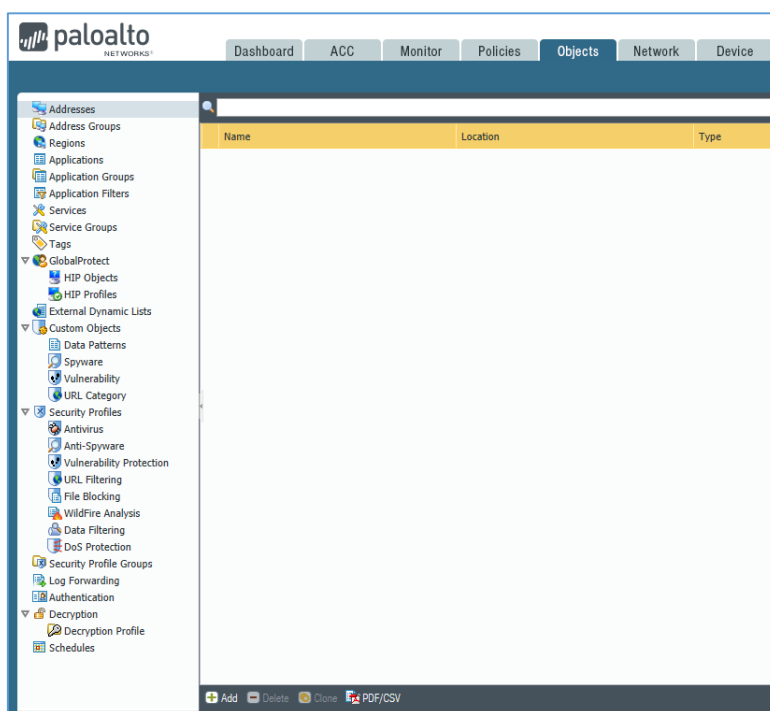 paloalto
NETWORKS®
Dashboard ACC Monitor Policies Objects Network Device
Addresses
Address Groups
Regions
Applications
Application Groups
Application Filters
Services
Service Groups
Tags
GlobalProtect
HIP Objects
HIP Profiles
External Dynamic Lists
Custom Objects
Data Patterns
Spyware
Vulnerability
URL Category
Security Profiles
Antivirus
Anti-Spyware
Vulnerability Protection
URL Filtering
File Blocking
WildFire Analysis
Data Filtering
DoS Protection
Security Profile Groups
Log Forwarding
Authentication
Decryption
Decryption Profile
Schedules
Name Location Type
Add Delete Clone PDF/CSV